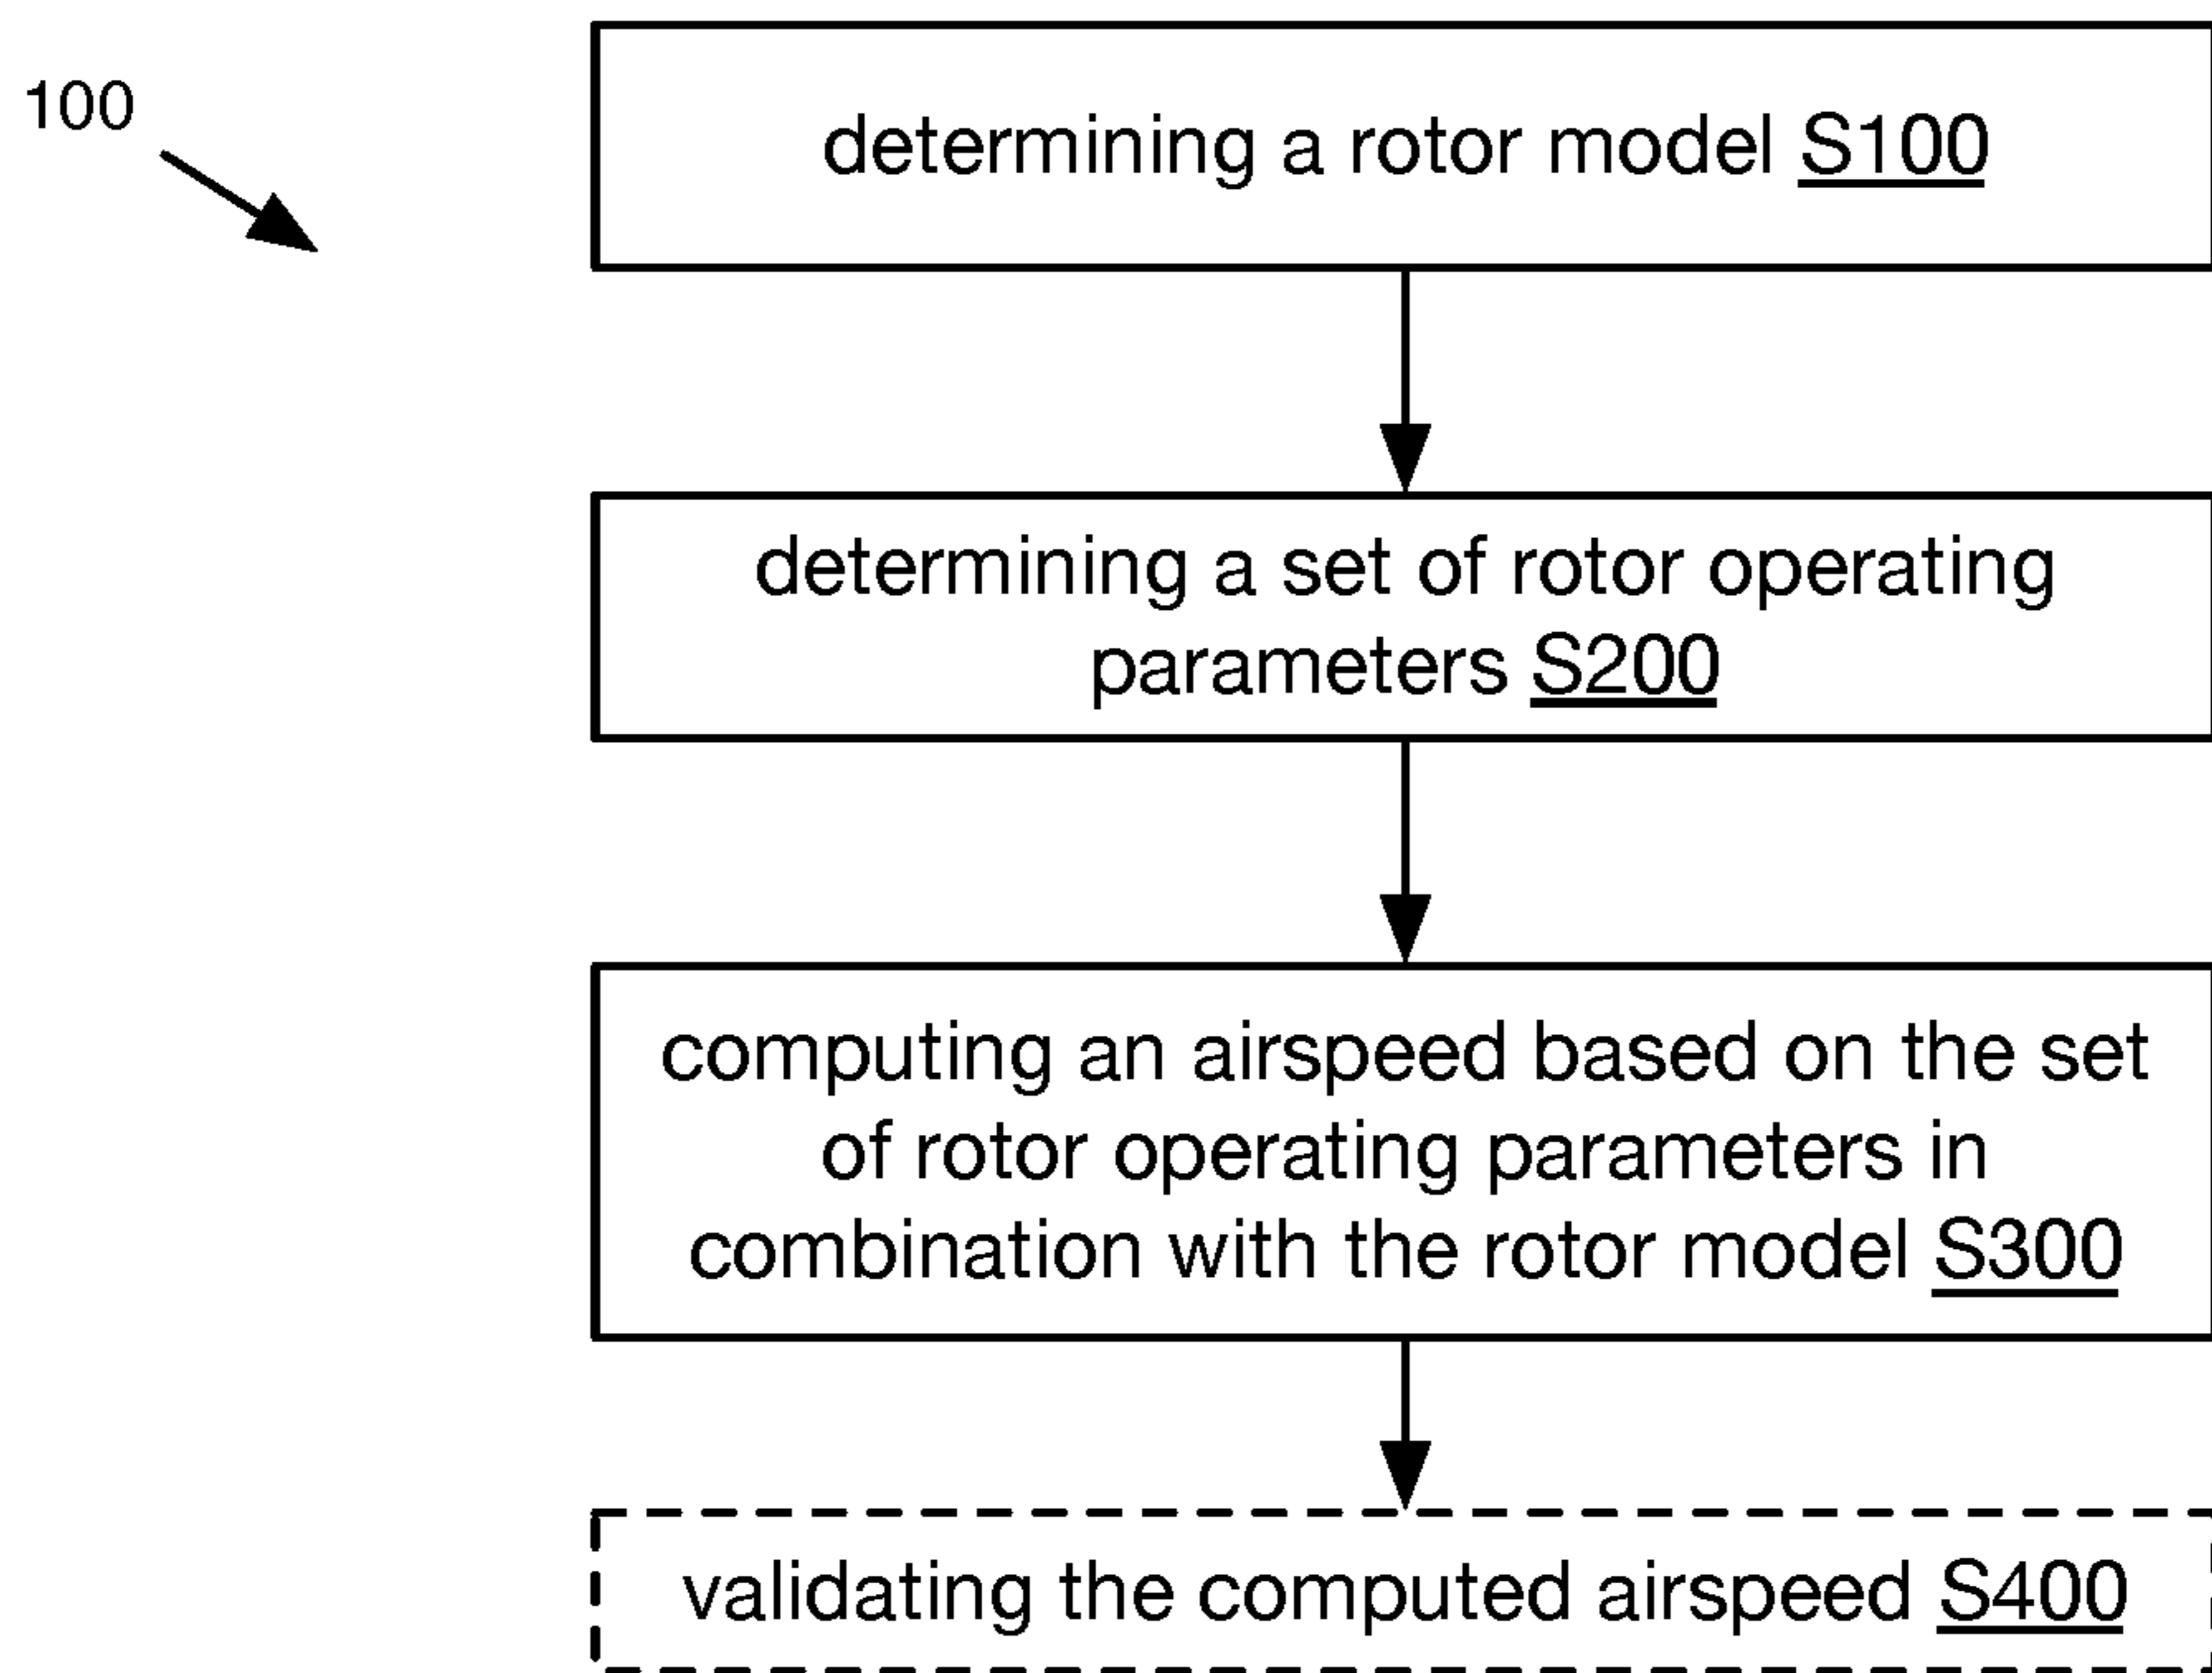 100
determining a rotor model S100
determining a set of rotor operating
parameters S200
computing an airspeed based on the set
of rotor operating parameters in
combination with the rotor model S300
validating the computed airspeed S400